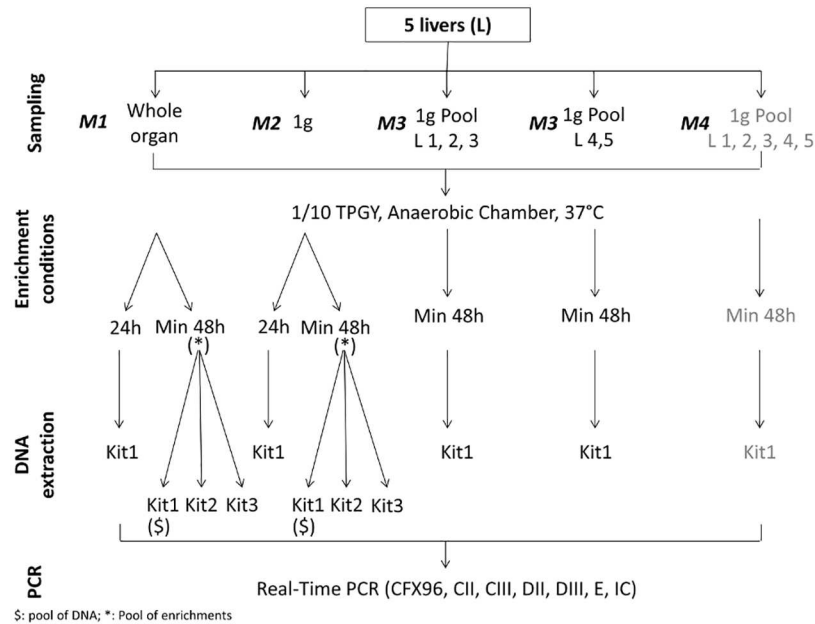 5 livers (L)
Sampling
M1 Whole
organ
M2 1g
M3 1g Pool
L 1, 2, 3
M3 1g Pool
L 4,5
M4 1g Pool
L 1, 2, 3, 4, 5
Enrichment
conditions
1/10 TPGY, Anaerobic Chamber, 37°C
24h Min 48h
(*)
24h Min 48h
(*)
Min 48h
Min 48h
Min 48h
DNA
extraction
Kit1
Kit1 Kit2 Kit3
($)
Kit1
Kit1 Kit2 Kit3
($)
Kit1
Kit1
Kit1
PCR
Real-Time PCR (CFX96, CII, CIII, DII, DIII, E, IC)
$: pool of DNA; *: Pool of enrichments